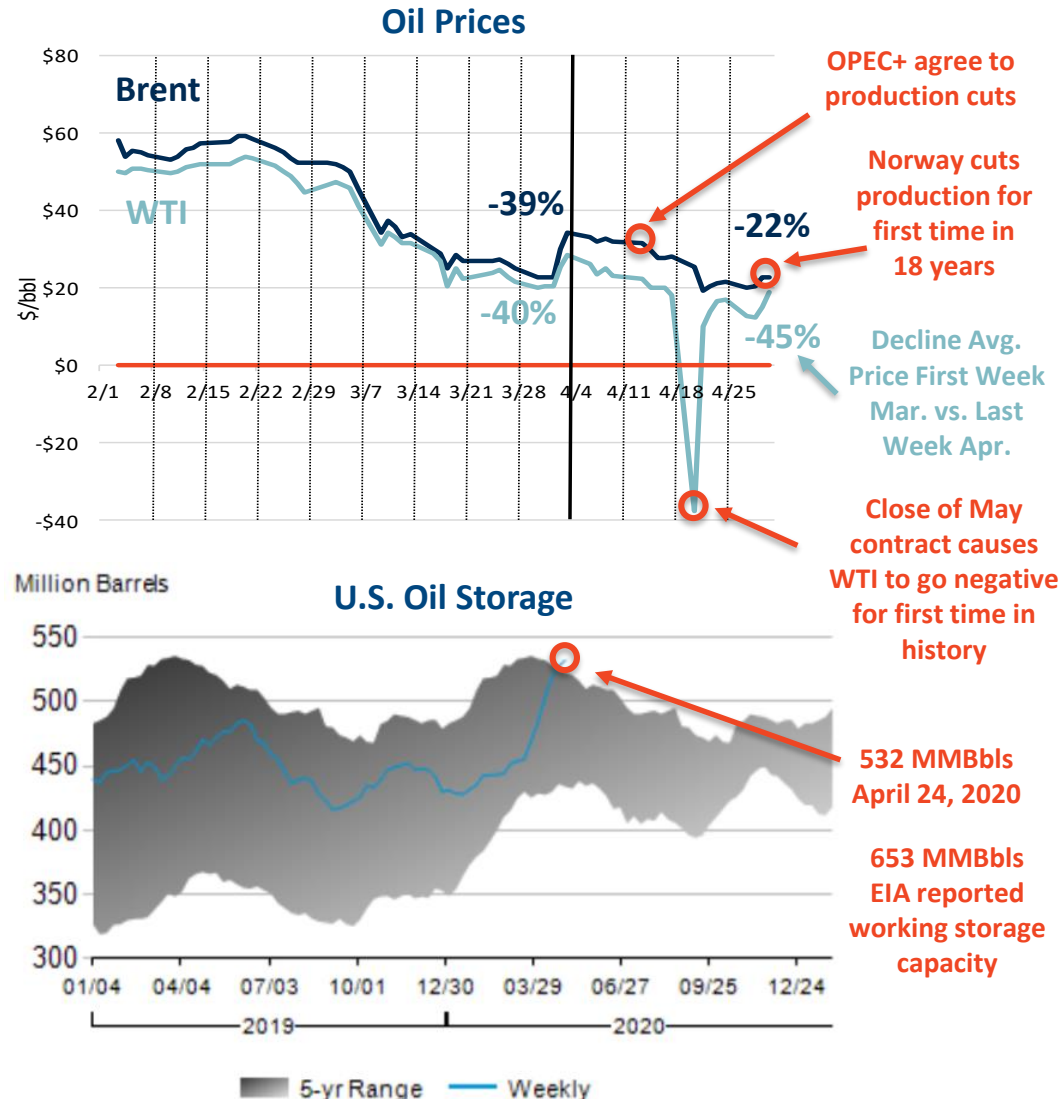 Oil Prices
$80
$60
$40
$20
$0
-$20
-$40
$/bbl
Brent
WTI
-39%
-40%
-22%
-45%
2/1 2/8 2/15 2/22 2/29 3/7 3/14 3/21 3/28 4/4 4/11 4/18 4/25
OPEC+ agree to
production cuts
Norway cuts
production for
first time in
18 years
Decline Avg.
Price First Week
Mar. vs. Last
Week Apr.
Close of May
contract causes
WTI to go negative
for first time in
history
Million Barrels
U.S. Oil Storage
550
500
450
400
350
300
01/04 04/04 07/03 10/01 12/30 03/29 06/27 09/25 12/24
2019 2020
5-yr Range Weekly
532 MMBbls
April 24, 2020
653 MMBbls
EIA reported
working storage
capacity